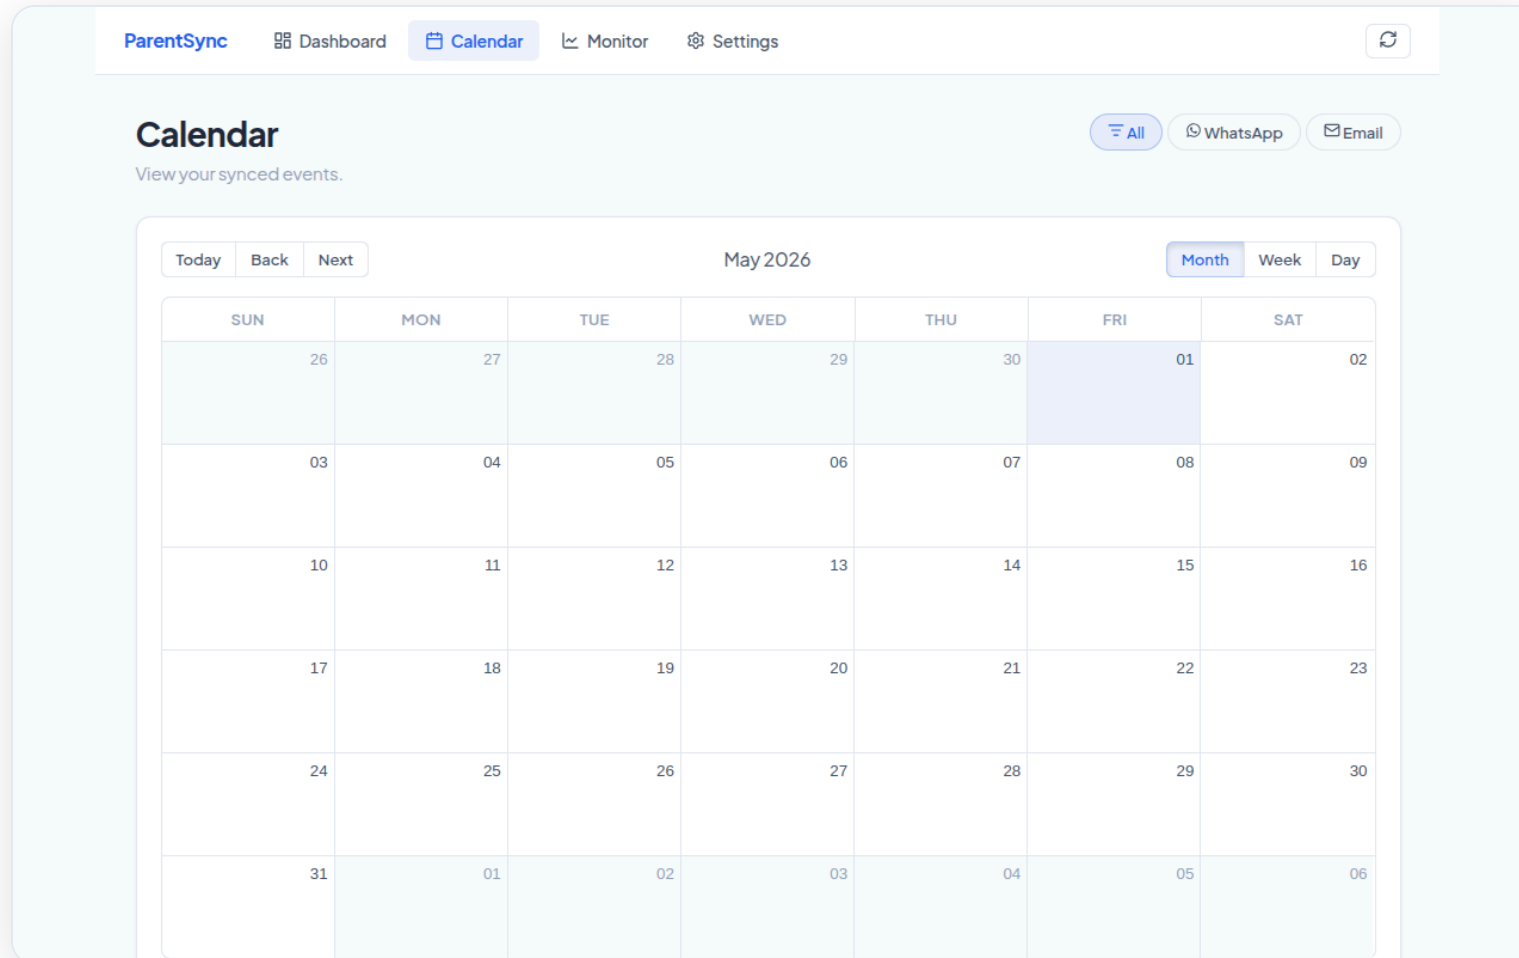 ParentSync Dashboard Calendar Monitor Settings
Calendar
All WhatsApp Email
View your synced events.
Today Back Next May 2026 Month Week Day
SUN MON TUE WED THU FRI SAT
26 27 28 29 30 01 02
03 04 05 06 07 08 09
10 11 12 13 14 15 16
17 18 19 20 21 22 23
24 25 26 27 28 29 30
31 01 02 03 04 05 06